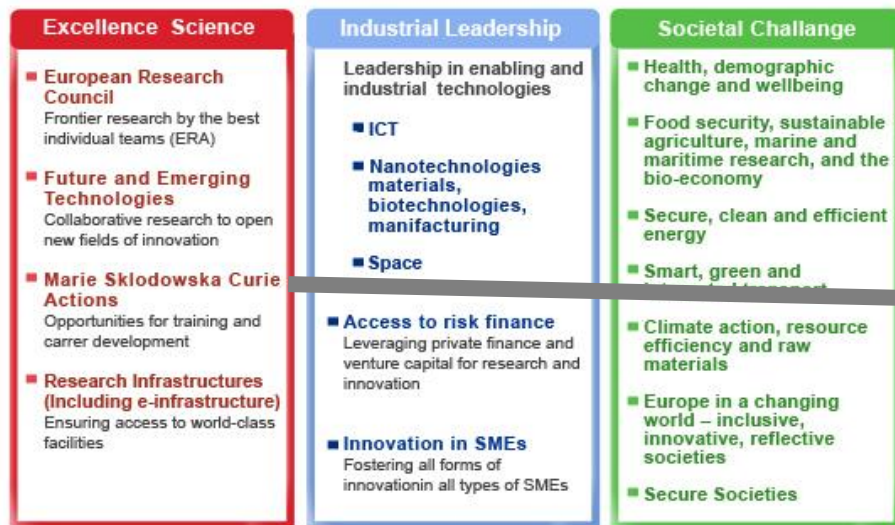 Excellence Science
European Research
Council
Frontier research by the best
individual teams (ERA)
Future and Emerging
Technologies
Collaborative research to open
new fields of innovation
Marie Sklodowska Curie
Actions
Opportunities for training and
carrer development
Research Infrastructures
(Including e-infrastructure)
Ensuring access to world-class
facilities
Industrial Leadership
Leadership in enabling and
industrial technologies
ICT
Nanotechnologies
materials,
biotechnologies,
manifacturing
Space
Access to risk finance
Leveraging private finance and
venture capital for research and
innovation
Innovation in SMEs
Fostering all forms of
innovationin all types of SMEs
Societal Challange
Health, demographic
change and wellbeing
Food security, sustainable
agriculture, marine and
maritime research, and the
bio-economy
Secure, clean and efficient
energy
Smart, green and
Climate action, resource
efficiency and raw
materials
Europe in a changing
world – inclusive,
innovative, reflective
societies
Secure Societies